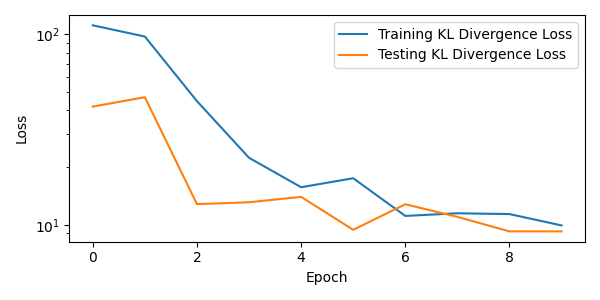 Training KL Divergence Loss
Testing KL Divergence Loss
10²
10¹
Loss
0 2 4 6 8
Epoch